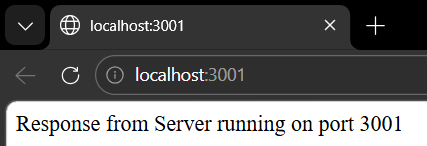 localhost:3001
localhost:3001
Response from Server running on port 3001